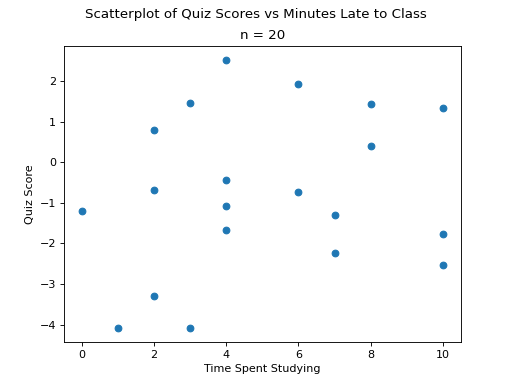 Scatterplot of Quiz Scores vs Minutes Late to Class
n = 20
2
1
0
−1
−2
−3
−4
Quiz Score
0 2 4 6 8 10
Time Spent Studying